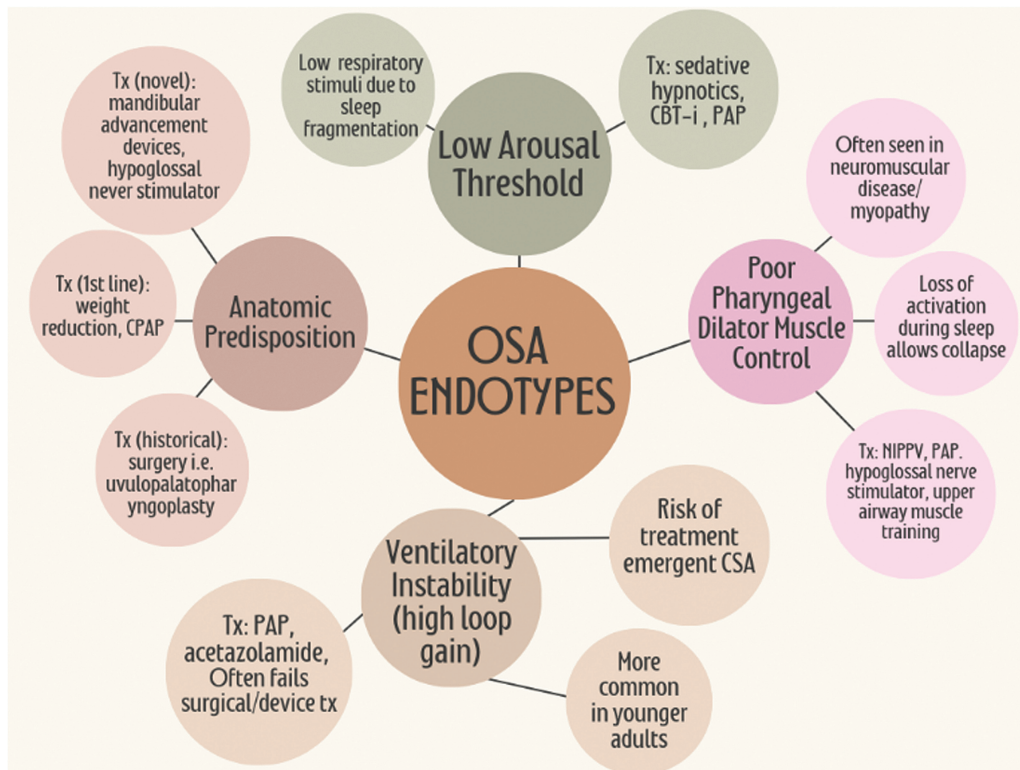 OSA
ENDOTYPES
Low Arousal
Threshold
Low respiratory
stimuli due to
sleep
fragmentation
Tx: sedative
hypnotics,
CBT-i , PAP
Anatomic
Predisposition
Tx (novel):
mandibular
advancement
devices,
hypoglossal
never stimulator
Tx (1st line):
weight
reduction, CPAP
Tx (historical):
surgery i.e.
uvulopalatophar
yngoplasty
Poor
Pharyngeal
Dilator Muscle
Control
Often seen in
neuromuscular
disease/
myopathy
Loss of
activation
during sleep
allows collapse
Tx: NIPPV, PAP.
hypoglossal nerve
stimulator, upper
airway muscle
training
Ventilatory
Instability
(high loop
gain)
Risk of
treatment
emergent CSA
Tx: PAP,
acetazolamide,
Often fails
surgical/device tx
More
common
in younger
adults